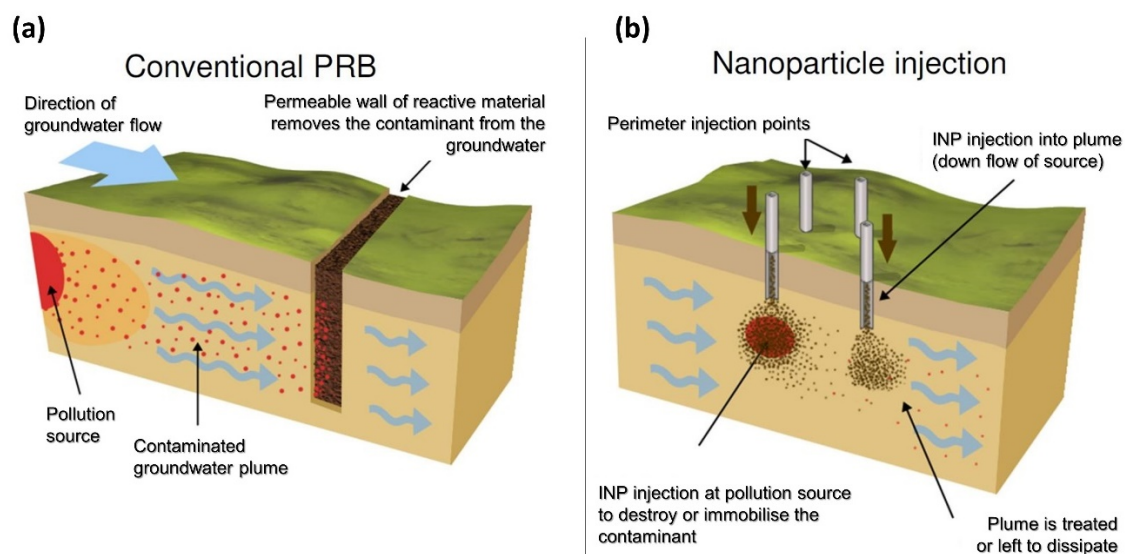 (a)
Conventional PRB
Direction of
groundwater flow
Permeable wall of reactive material
removes the contaminant from the
groundwater
Pollution
source
Contaminated
groundwater plume
(b)
Nanoparticle injection
Perimeter injection points
INP injection into plume
(down flow of source)
INP injection at pollution source
to destroy or immobilise the
contaminant
Plume is treated
or left to dissipate